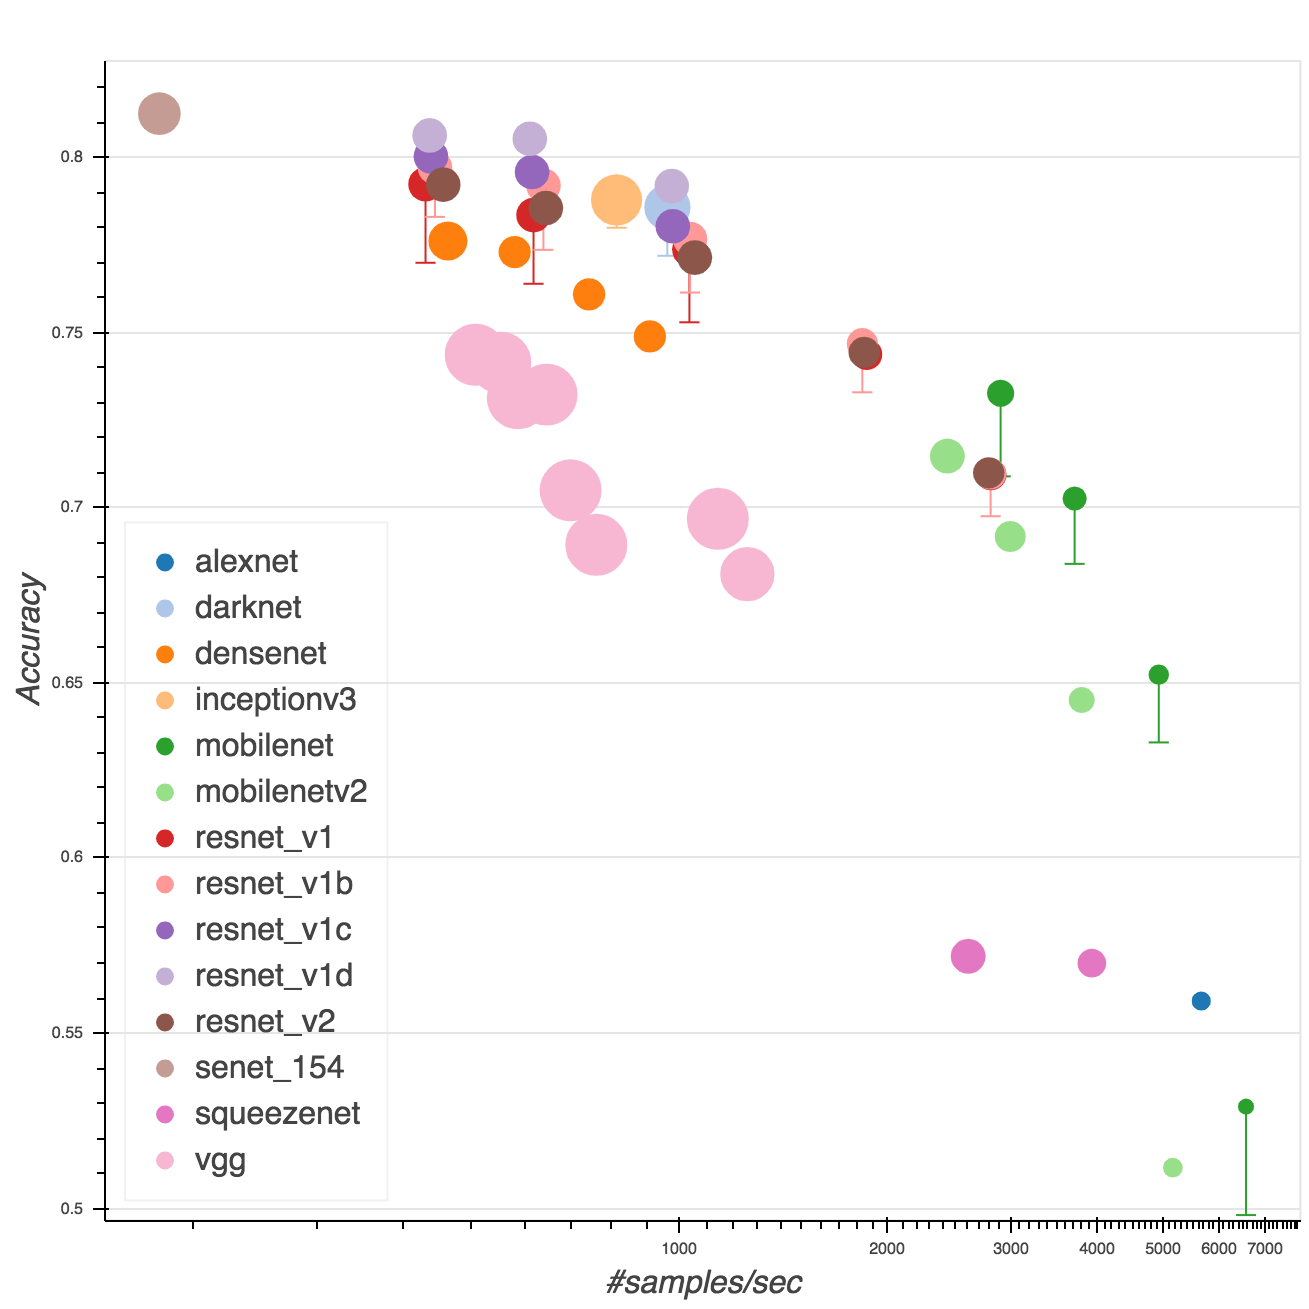 0.8
0.75
0.7
0.65
0.6
0.55
0.5
Accuracy
alexnet
darknet
densenet
inceptionv3
mobilenet
mobilenetv2
resnet_v1
resnet_v1b
resnet_v1c
resnet_v1d
resnet_v2
senet_154
squeezenet
vgg
1000 2000 3000 4000 5000 6000 7000
#samples/sec